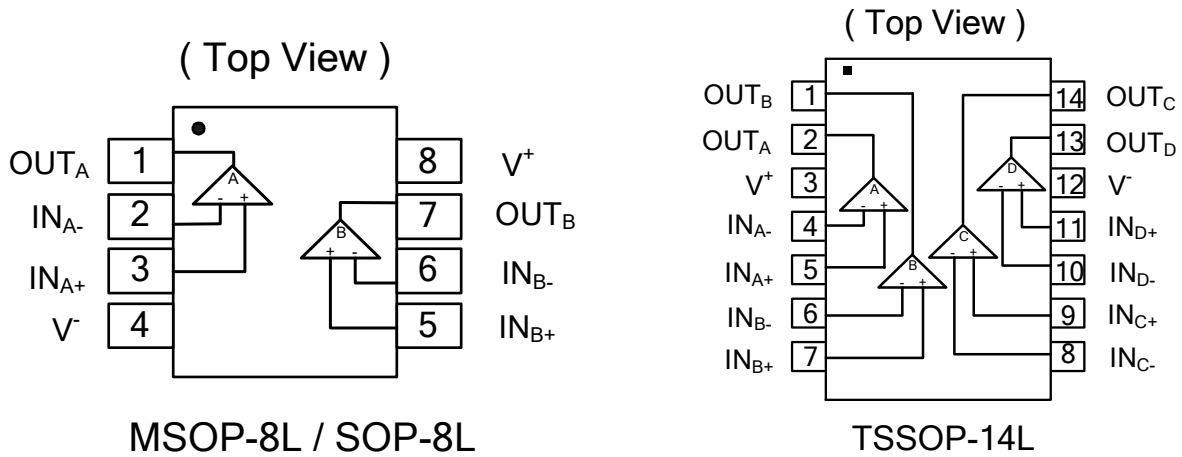 ( Top View )
OUTA 1
INA- 2
INA+ 3
V- 4
8 V+
7 OUTB
6 INB-
5 INB+
A
- +
B
+ -
MSOP-8L / SOP-8L
( Top View )
OUTB 1
OUTA 2
V+ 3
INA- 4
INA+ 5
INB- 6
INB+ 7
14 OUTC
13 OUTD
12 V-
11 IND+
10 IND-
9 INC+
8 INC-
A
- +
B
- +
C
- +
D
- +
TSSOP-14L